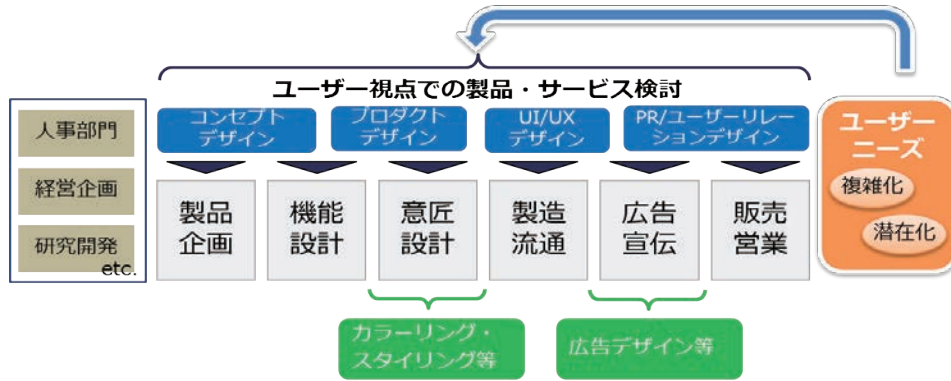 ユーザー視点での製品・サービス検討
人事部門
経営企画
研究開発
etc.
コンセプト
デザイン
プロダクト
デザイン
UI/UX
デザイン
PR/ユーザーリレー
ションデザイン
製品
企画
機能
設計
意匠
設計
製造
流通
広告
宣伝
販売
営業
ユーザー
ニーズ
複雑化
潜在化
カラーリング・
スタイリング等
広告デザイン等